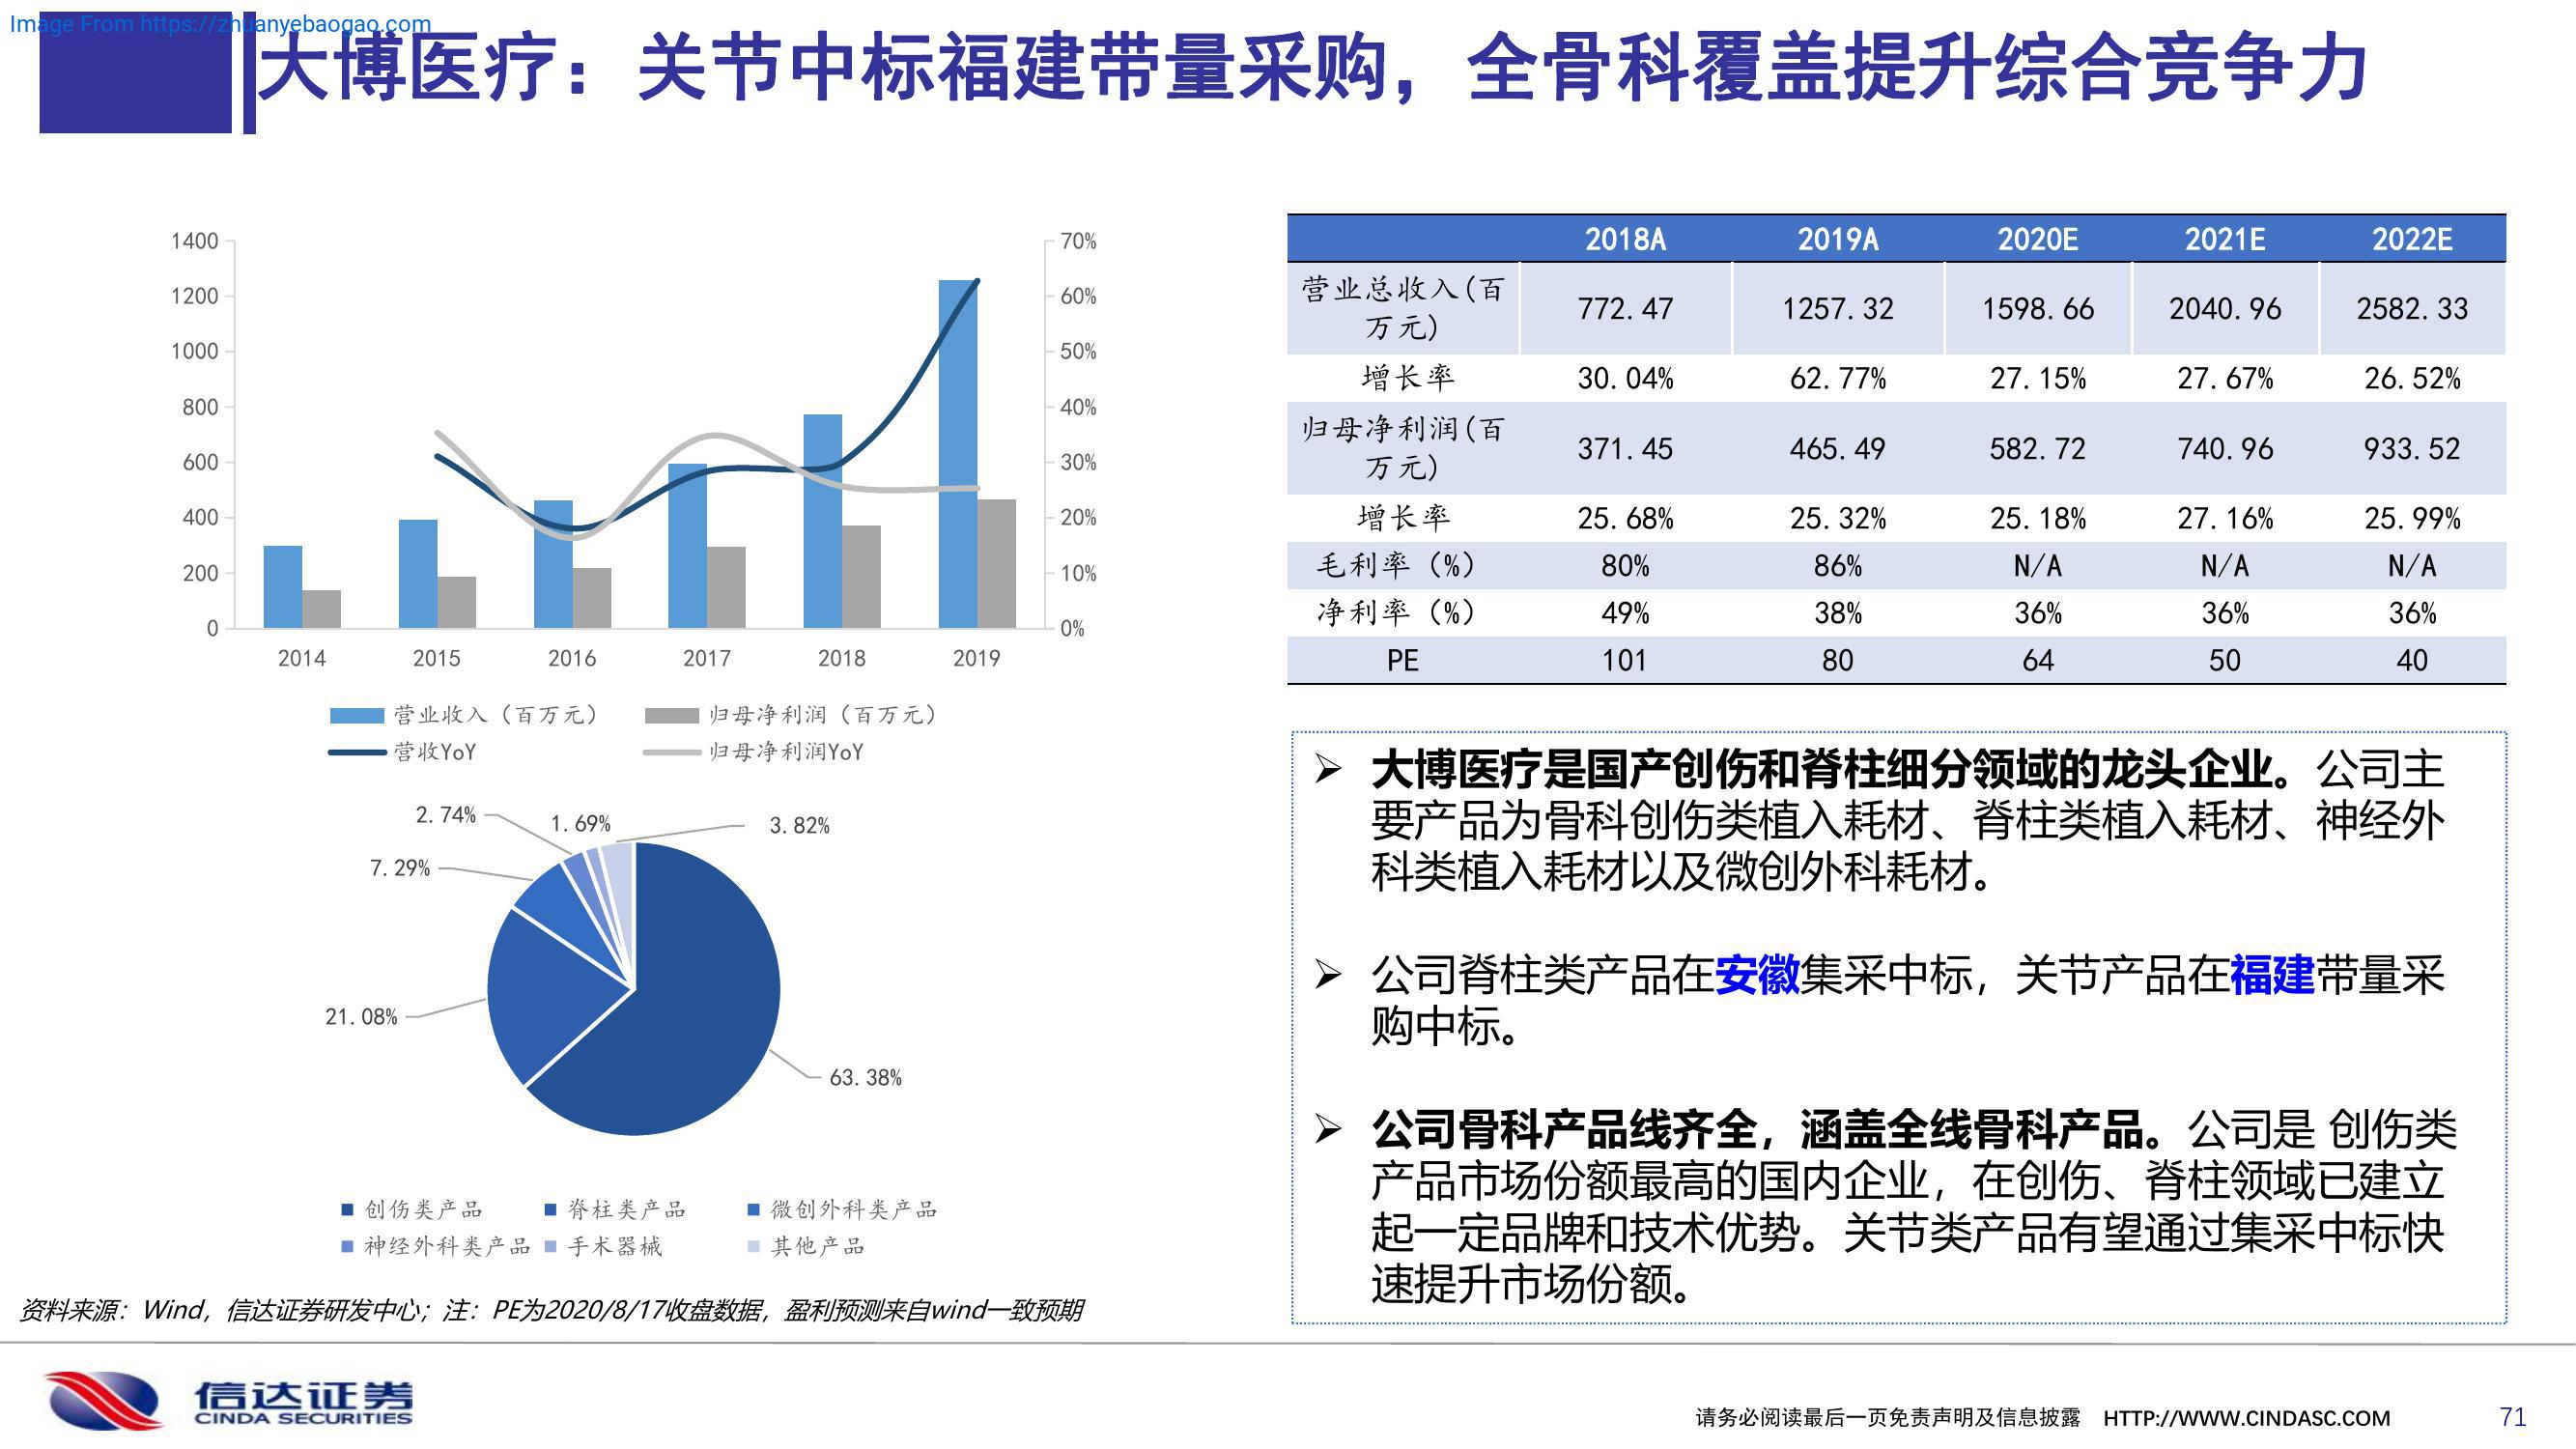 Image From https://zhuanyebaogao.com
大博医疗：关节中标福建带量采购，全骨科覆盖提升综合竞争力
1400
1200
1000
800
600
400
200
0
70%
60%
50%
40%
30%
20%
10%
0%
2014 2015 2016 2017 2018 2019
营业收入（百万元） 归母净利润（百万元）
营收YoY 归母净利润YoY
2.74%
1.69%
3.82%
7.29%
21.08%
63.38%
创伤类产品 脊柱类产品 微创外科类产品
神经外科类产品 手术器械 其他产品
资料来源：Wind，信达证券研发中心；注：PE为2020/8/17收盘数据，盈利预测来自wind一致预期
2018A 2019A 2020E 2021E 2022E
营业总收入(百
万元) 772.47 1257.32 1598.66 2040.96 2582.33
增长率 30.04% 62.77% 27.15% 27.67% 26.52%
归母净利润(百
万元) 371.45 465.49 582.72 740.96 933.52
增长率 25.68% 25.32% 25.18% 27.16% 25.99%
毛利率（%） 80% 86% N/A N/A N/A
净利率（%） 49% 38% 36% 36% 36%
PE 101 80 64 50 40
➢ 大博医疗是国产创伤和脊柱细分领域的龙头企业。公司主
要产品为骨科创伤类植入耗材、脊柱类植入耗材、神经外
科类植入耗材以及微创外科耗材。
➢ 公司脊柱类产品在安徽集采中标，关节产品在福建带量采
购中标。
➢ 公司骨科产品线齐全，涵盖全线骨科产品。公司是 创伤类
产品市场份额最高的国内企业，在创伤、脊柱领域已建立
起一定品牌和技术优势。关节类产品有望通过集采中标快
速提升市场份额。
信达证券
CINDA SECURITIES
请务必阅读最后一页免责声明及信息披露 HTTP://WWW.CINDASC.COM 71